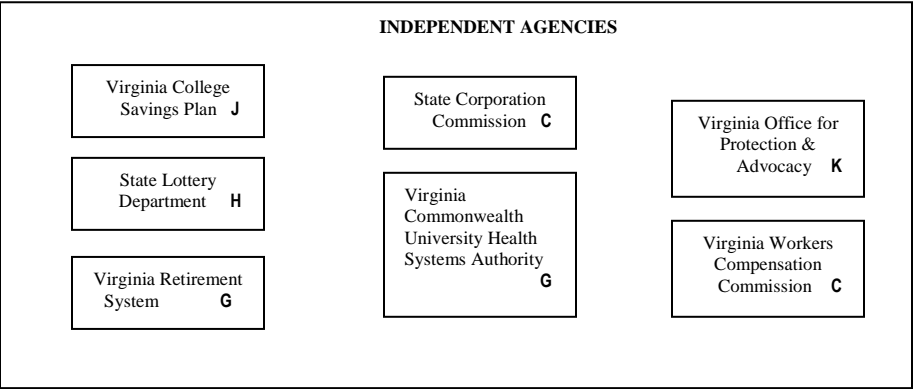 INDEPENDENT AGENCIES
Virginia College
Savings Plan J
State Lottery
Department H
Virginia Retirement
System G
State Corporation
Commission C
Virginia
Commonwealth
University Health
Systems Authority
G
Virginia Office for
Protection &
Advocacy K
Virginia Workers
Compensation
Commission C